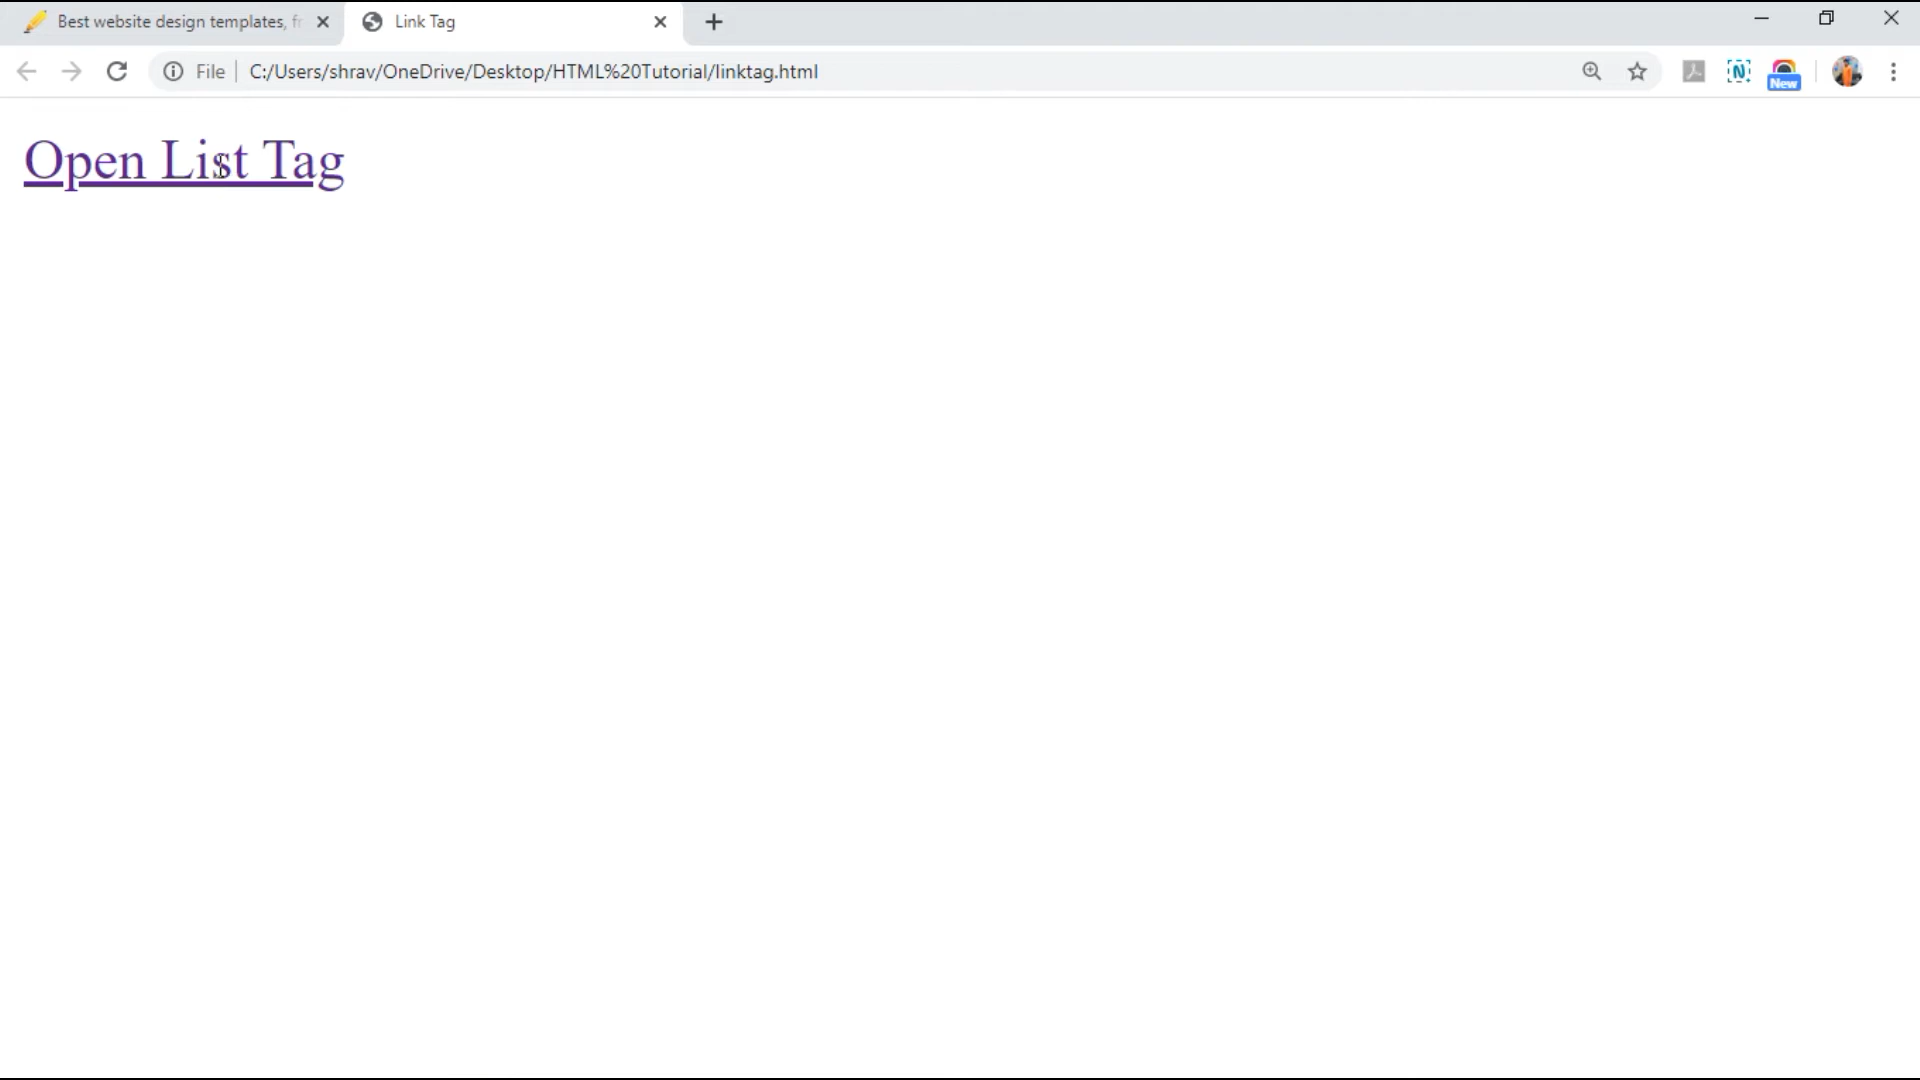 Best website design templates, fr
Link Tag
File
C:/Users/shrav/OneDrive/Desktop/HTML%20Tutorial/linktag.html
New
Open List Tag